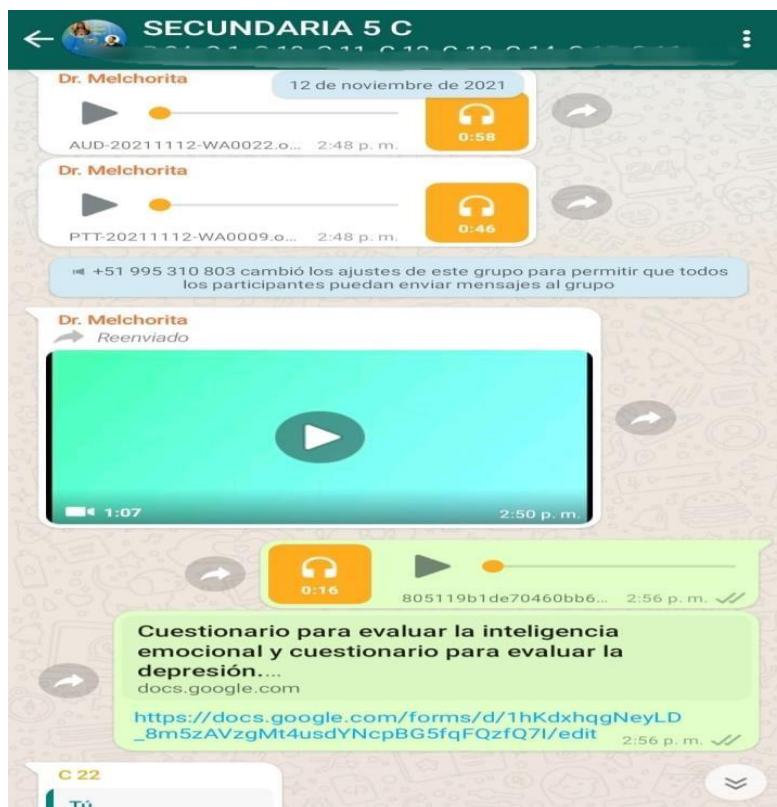 SECUNDARIA 5 C
Dr. Melchorita
12 de noviembre de 2021
0:58
AUD-20211112-WA0022.o... 2:48 p. m.
Dr. Melchorita
0:46
PTT-20211112-WA0009.o... 2:48 p. m.
+51 995 310 803 cambió los ajustes de este grupo para permitir que todos
los participantes puedan enviar mensajes al grupo
Dr. Melchorita
Reenviado
1:07 2:50 p. m.
0:16
805119b1de70460bb6... 2:56 p. m.
Cuestionario para evaluar la inteligencia
emocional y cuestionario para evaluar la
depresión....
docs.google.com
https://docs.google.com/forms/d/1hKdxhqgNeyLD
_8m5zAVzgMt4usdYNcpBG5fqFQzfQ7I/edit 2:56 p. m.
C 22
Tú